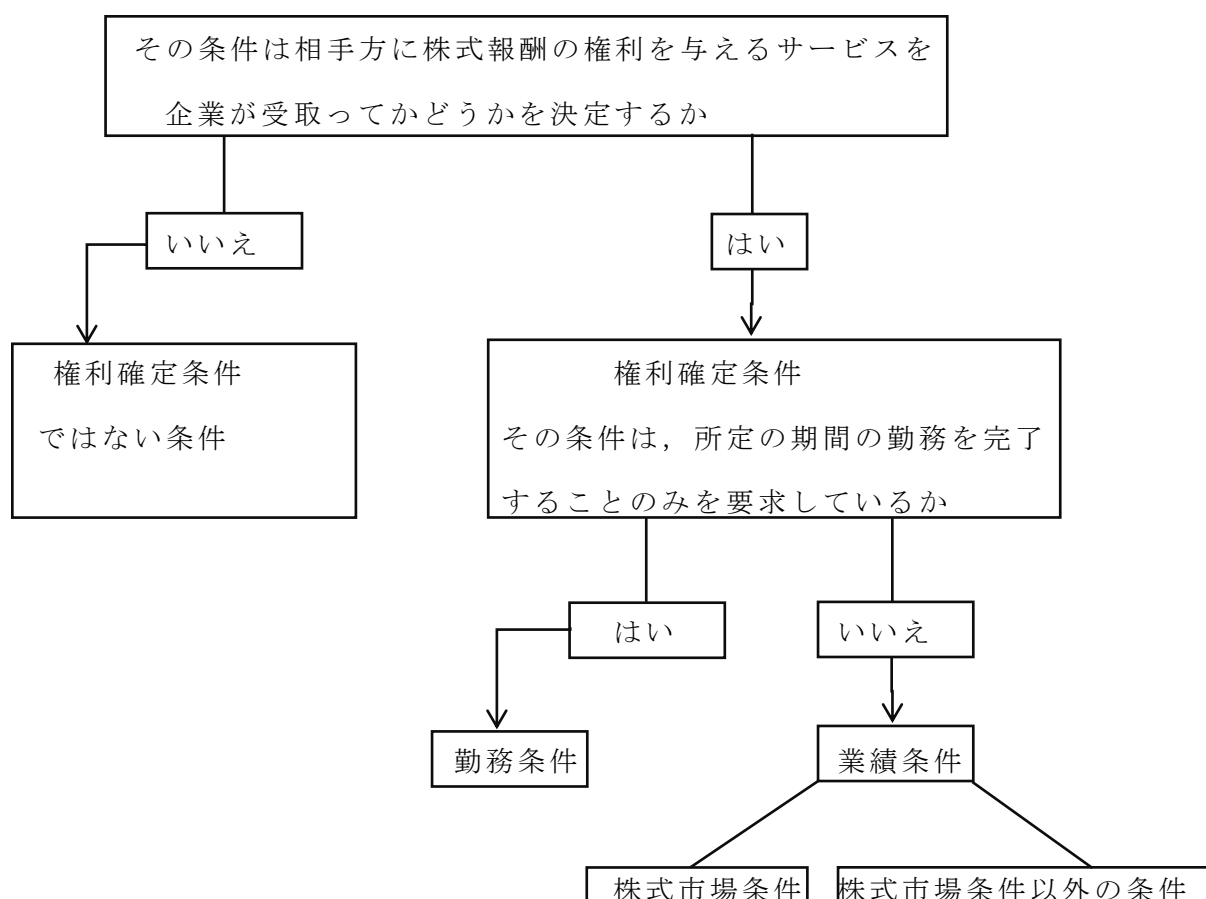 その条件は相手方に株式報酬の権利を与えるサービスを
企業が受取ってかどうかを決定するか
いいえ
はい
権利確定条件
ではない条件
権利確定条件
その条件は，所定の期間の勤務を完了
することのみを要求しているか
はい
いいえ
勤務条件
業績条件
株式市場条件
株式市場条件以外の条件